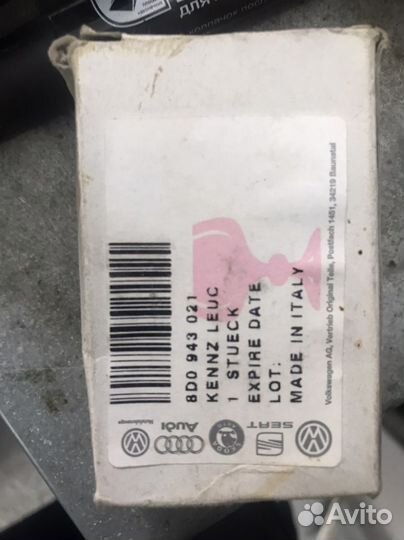 8D0 943 021
KENNZ LEUC
1 STUECK
EXPIRE DATE
LOT:
MADE IN ITALY
Volkswagen AG, Vertrieb Original Teile, Postfach 1451, 34219 Baunatal
Audi
SEAT
Avito